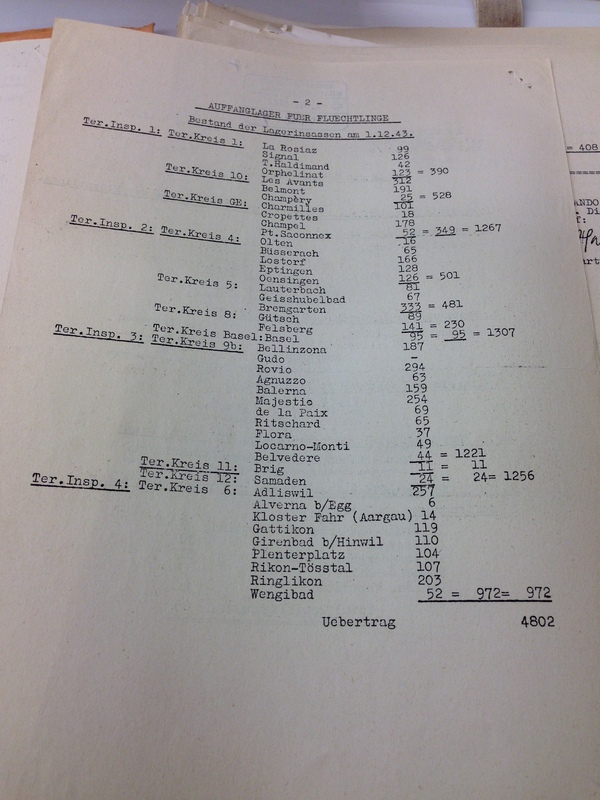 - 2 -
AUFFANGLAGER FUER FLUECHTLINGE
Bestand der Lagerinsassen am 1.12.43.
Ter.Insp. 1: Ter.Kreis 1: La Rosiaz 99
Signal 126
T.Haldimand 42
Orphelinat 123 = 390
Ter.Kreis 10: Les Avants 312
Belmont 191
Champéry 25 = 528
Ter.Kreis GE: Charmilles 101
Cropettes 18
Champel 178
Pt.Saconnex 52 = 349 = 1267
Ter.Insp. 2: Ter.Kreis 4: Olten 16
Büsserach 65
Lostorf 166
Eptingen 128
Oensingen 126 = 501
Ter.Kreis 5: Lauterbach 81
Geisshubelbad 67
Bremgarten 333 = 481
Ter.Kreis 8: Gütsch 89
Felsberg 141 = 230
Ter.Kreis Basel:Basel 95 = 95 = 1307
Ter.Insp. 3: Ter.Kreis 9b: Bellinzona 187
Gudo -
Rovio 294
Agnuzzo 63
Balerna 159
Majestic 254
de la Paix 69
Ritschard 65
Flora 37
Locarno-Monti 49
Belvedere 44 = 1221
Ter.Kreis 11: Brig 11 = 11
Ter.Kreis 12: Samaden 24 = 24= 1256
Ter.Insp. 4: Ter.Kreis 6: Adliswil 257
Alverna b/Egg 6
Kloster Fahr (Aargau) 14
Gattikon 119
Girenbad b/Hinwil 110
Plenterplatz 104
Rikon-Tösstal 107
Ringlikon 203
Wengibad 52 = 972= 972
Uebertrag 4802
= 408
ANDO
. Di